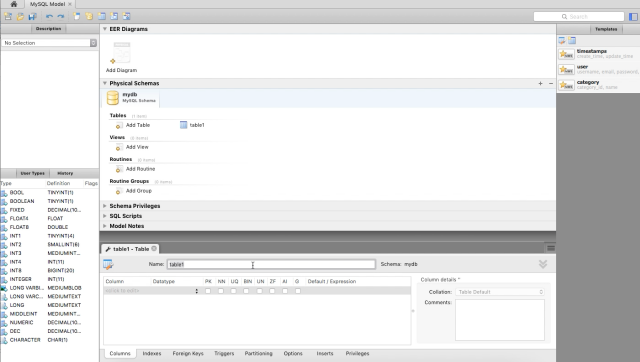 MySQL Model
Search
Description
No Selection
User Types History
Type Definition Flags
BOOL TINYINT(1)
BOOLEAN TINYINT(1)
FIXED DECIMAL(10...
FLOAT4 FLOAT
FLOAT8 DOUBLE
INT1 TINYINT(4)
INT2 SMALLINT(6)
INT3 MEDIUMINT(9)
INT4 INT(11)
INT8 BIGINT(20)
INTEGER INT(11)
LONG VARBI... MEDIUMBLOB
LONG VARC... MEDIUMTEXT
LONG MEDIUMTEXT
MIDDLEINT MEDIUMINT(9)
NUMERIC DECIMAL(10...
DEC DECIMAL(10...
CHARACTER CHAR(1)
EER Diagrams
Add Diagram
Physical Schemas
mydb
MySQL Schema
Tables (1 item)
Add Table table1
Views (0 items)
Add View
Routines (0 items)
Add Routine
Routine Groups (0 items)
Add Group
Schema Privileges
SQL Scripts
Model Notes
table1 - Table
Name: table1 Schema: mydb
Column Datatype PK NN UQ BIN UN ZF AI G Default / Expression
<click to edit>
Column details "
Collation: Table Default
Comments:
Columns Indexes Foreign Keys Triggers Partitioning Options Inserts Privileges
Templates
timestamps
create_time, update_time
user
username, email, password,
category
category_id, name